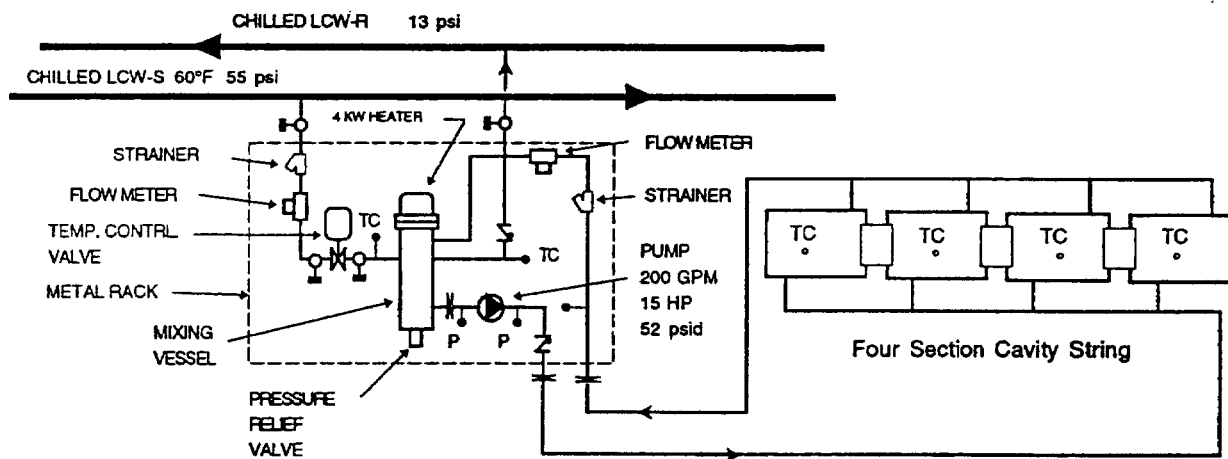 CHILLED LCW-R 13 psi
CHILLED LCW-S 60°F 55 psi
4 KW HEATER
FLOW METER
STRAINER
STRAINER
FLOW METER
TC
TEMP. CONTRL.
VALVE
TC
PUMP
200 GPM
15 HP
52 psid
METAL RACK
MIXING
VESSEL
P P
PRESSURE
RELIEF
VALVE
TC TC TC TC
Four Section Cavity String